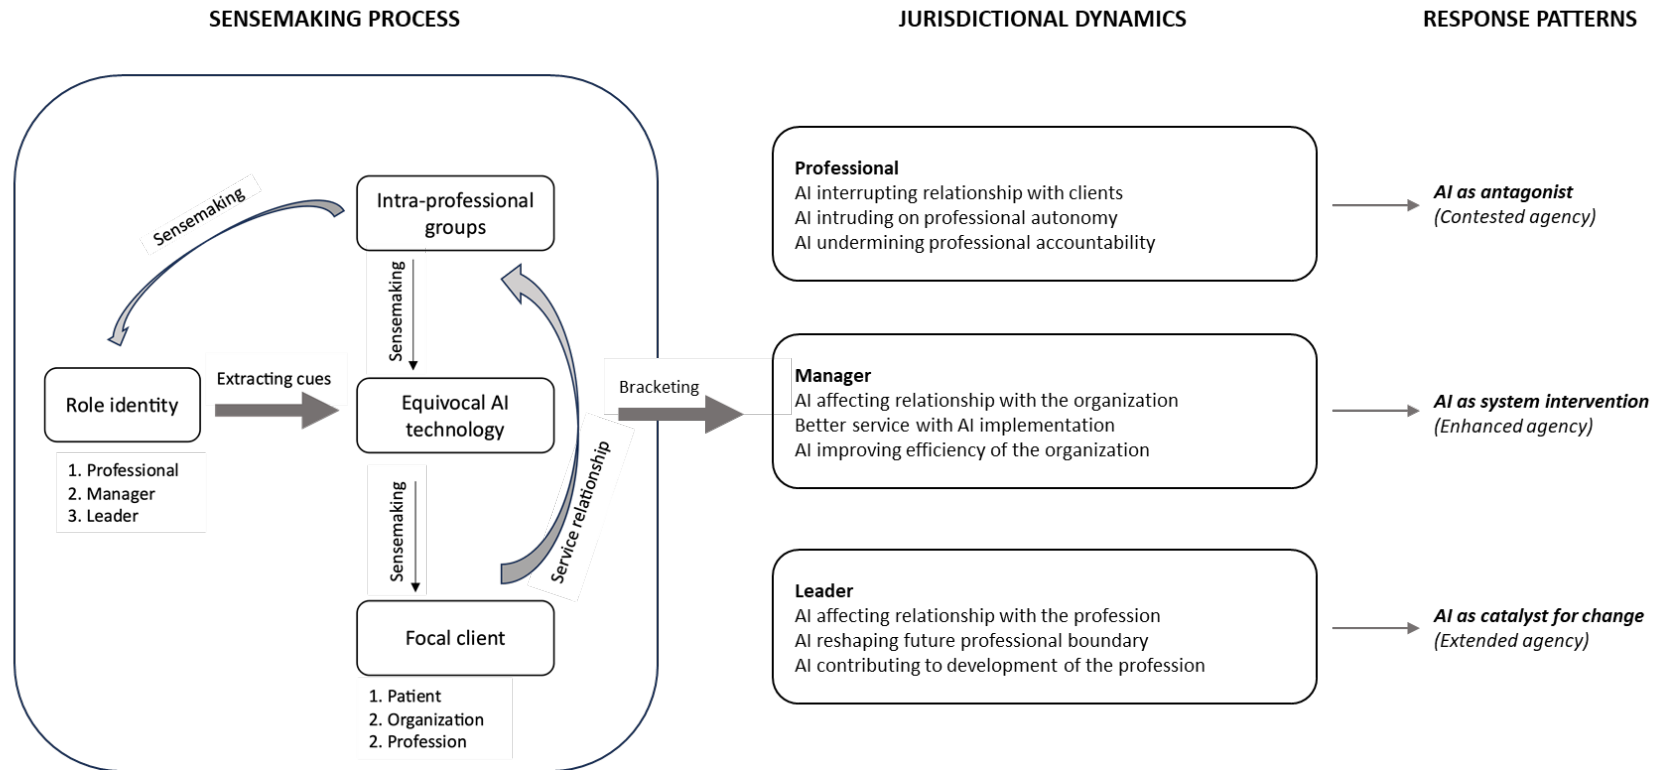 SENSEMAKING PROCESS
JURISDICTIONAL DYNAMICS
RESPONSE PATTERNS
Sensemaking
Intra-professional
groups
Sensemaking
Role identity
1. Professional
2. Manager
3. Leader
Extracting cues
Equivocal AI
technology
Sensemaking
Service relationship
Focal client
1. Patient
2. Organization
2. Profession
Bracketing
Professional
AI interrupting relationship with clients
AI intruding on professional autonomy
AI undermining professional accountability
AI as antagonist
(Contested agency)
Manager
AI affecting relationship with the organization
Better service with AI implementation
AI improving efficiency of the organization
AI as system intervention
(Enhanced agency)
Leader
AI affecting relationship with the profession
AI reshaping future professional boundary
AI contributing to development of the profession
AI as catalyst for change
(Extended agency)